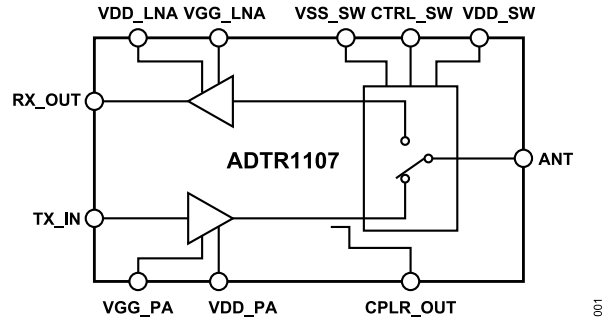 VDD_LNA VGG_LNA VSS_SW CTRL_SW VDD_SW
RX_OUT
ADTR1107
ANT
TX_IN
VGG_PA VDD_PA CPLR_OUT
001